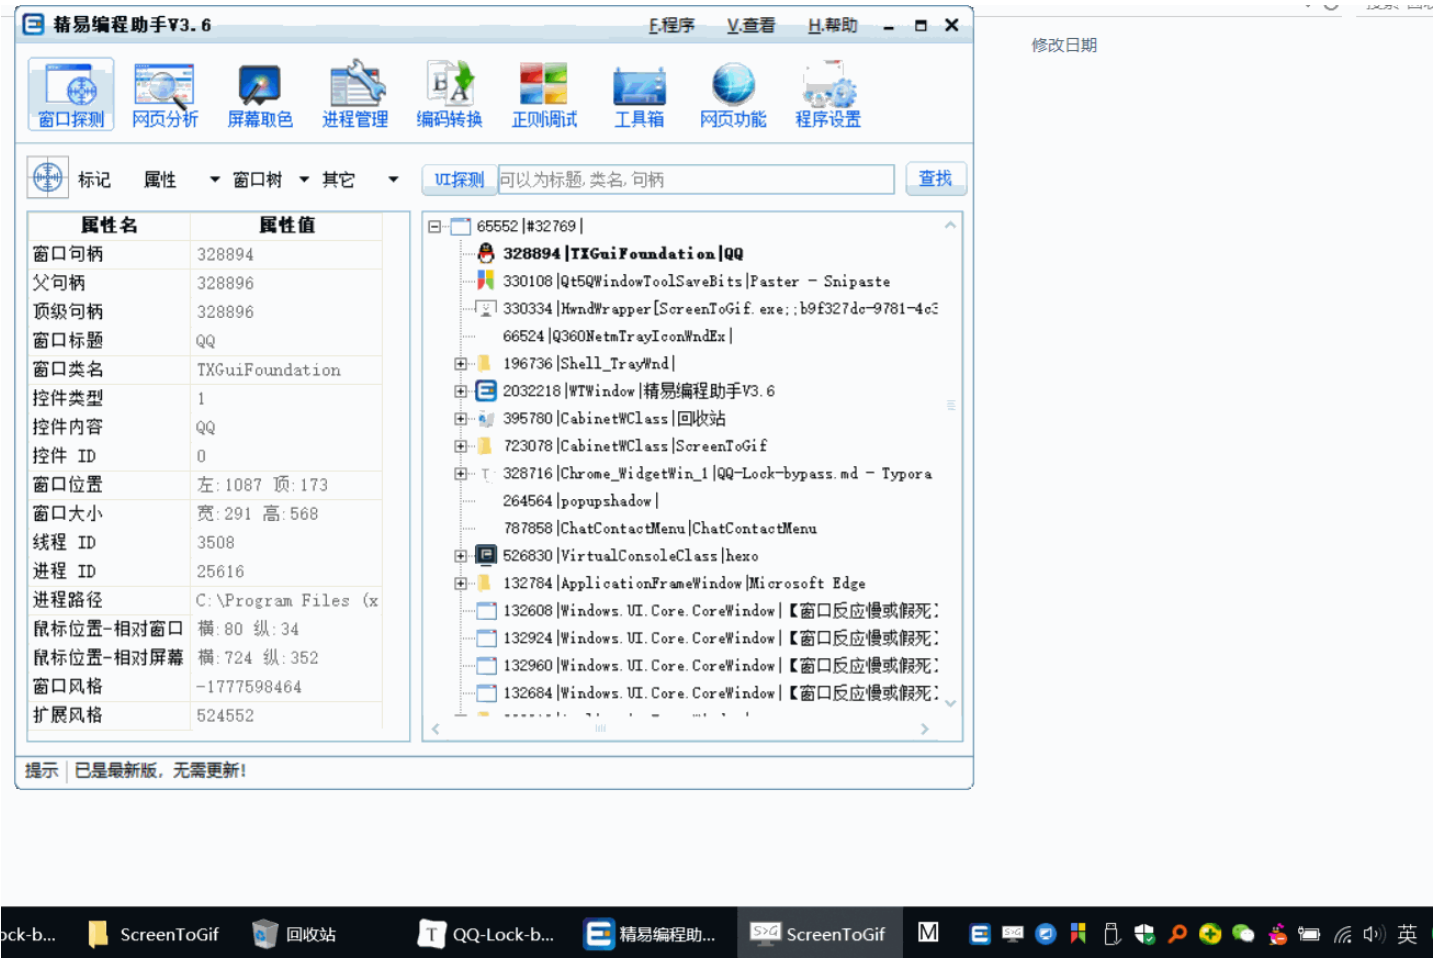 精易编程助手V3.6
F.程序 V.查看 H.帮助
修改日期
窗口探测 网页分析 屏幕取色 进程管理 编码转换 正则调试 工具箱 网页功能 程序设置
标记 属性 窗口树 其它 UI探测 可以为标题,类名,句柄 查找
属性名 属性值
窗口句柄 328894
父句柄 328896
顶级句柄 328896
窗口标题 QQ
窗口类名 TXGuiFoundation
控件类型 1
控件内容 QQ
控件 ID 0
窗口位置 左:1087 顶:173
窗口大小 宽:291 高:568
线程 ID 3508
进程 ID 25616
进程路径 C:\Program Files (x
鼠标位置-相对窗口 横:80 纵:34
鼠标位置-相对屏幕 横:724 纵:352
窗口风格 -1777598464
扩展风格 524552
65552|#32769|
328894|TXGuiFoundation|QQ
330108|Qt5QWindowToolSaveBits|Paster - Snipaste
330334|HwndWrapper[ScreenToGif.exe;;b9f327dc-9781-4c3
66524|Q360NetmTrayIconWndEx|
196736|Shell_TrayWnd|
2032218|WTWindow|精易编程助手V3.6
395780|CabinetWClass|回收站
723078|CabinetWClass|ScreenToGif
328716|Chrome_WidgetWin_1|QQ-Lock-bypass.md - Typora
264564|popupshadow|
787858|ChatContactMenu|ChatContactMenu
526830|VirtualConsoleClass|hexo
132784|ApplicationFrameWindow|Microsoft Edge
132608|Windows.UI.Core.CoreWindow|【窗口反应慢或假死】
132924|Windows.UI.Core.CoreWindow|【窗口反应慢或假死】
132960|Windows.UI.Core.CoreWindow|【窗口反应慢或假死】
132684|Windows.UI.Core.CoreWindow|【窗口反应慢或假死】
提示 已是最新版，无需更新！
ock-b... ScreenToGif 回收站 QQ-Lock-b... 精易编程助... ScreenToGif 英